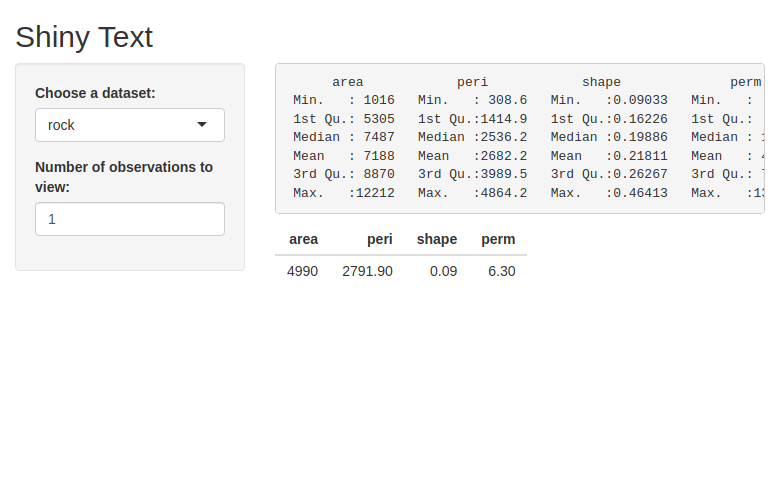 Shiny Text
Choose a dataset:
rock
Number of observations to
view:
1
area peri shape perm
Min. : 1016 Min. : 308.6 Min. :0.09033 Min. :
1st Qu.: 5305 1st Qu.:1414.9 1st Qu.:0.16226 1st Qu.:
Median : 7487 Median :2536.2 Median :0.19886 Median :
Mean : 7188 Mean :2682.2 Mean :0.21811 Mean :
3rd Qu.: 8870 3rd Qu.:3989.5 3rd Qu.:0.26267 3rd Qu.:
Max. :12212 Max. :4864.2 Max. :0.46413 Max. :
area peri shape perm
4990 2791.90 0.09 6.30